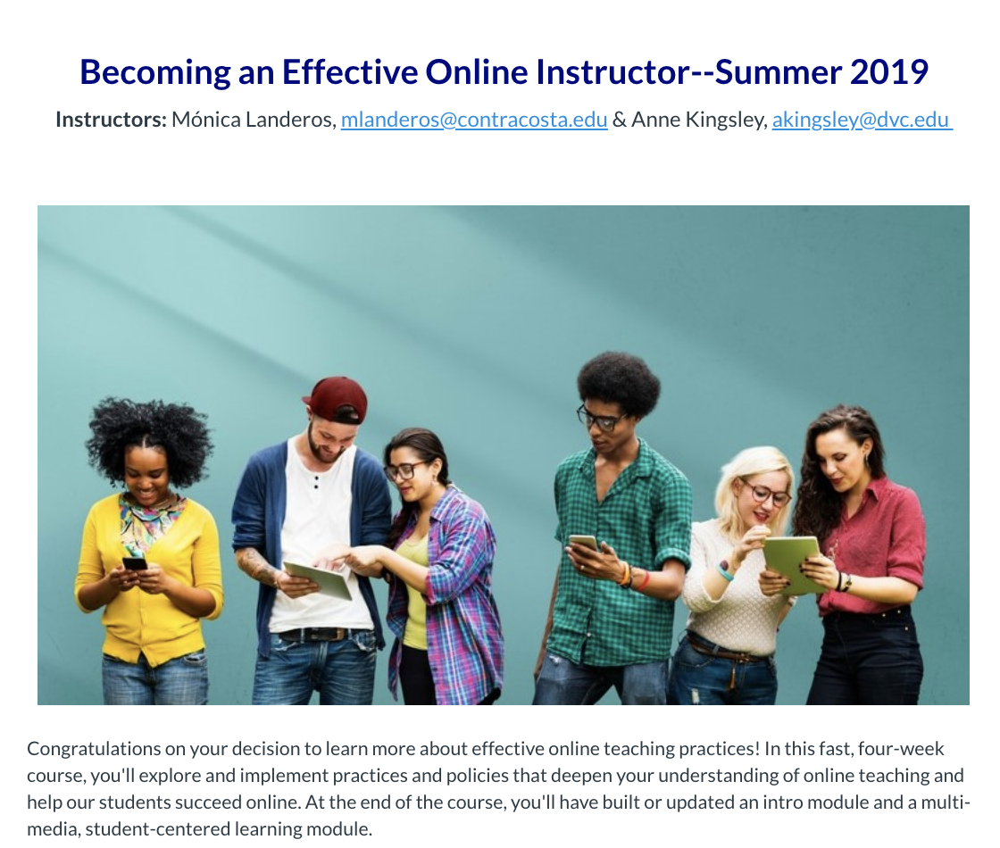 Becoming an Effective Online Instructor--Summer 2019
Instructors: Mónica Landeros, mlanderos@contracosta.edu & Anne Kingsley, akingsley@dvc.edu
Congratulations on your decision to learn more about effective online teaching practices! In this fast, four-week
course, you'll explore and implement practices and policies that deepen your understanding of online teaching and
help our students succeed online. At the end of the course, you'll have built or updated an intro module and a multi-
media, student-centered learning module.